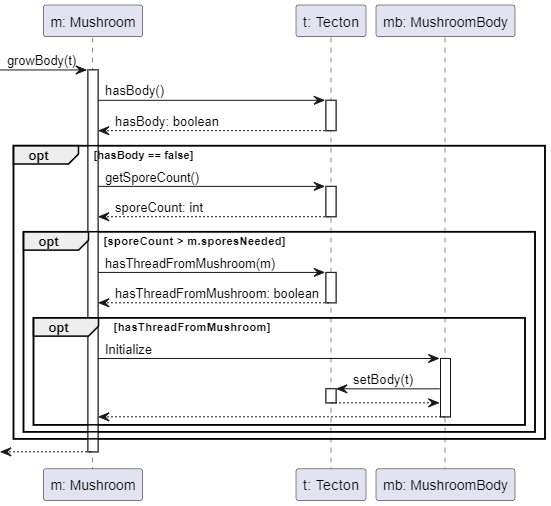 m: Mushroom t: Tecton mb: MushroomBody
growBody(t)
hasBody()
hasBody: boolean
opt [hasBody == false]
getSporeCount()
sporeCount: int
opt [sporeCount > m.sporesNeeded]
hasThreadFromMushroom(m)
hasThreadFromMushroom: boolean
opt [hasThreadFromMushroom]
Initialize
setBody(t)
m: Mushroom t: Tecton mb: MushroomBody